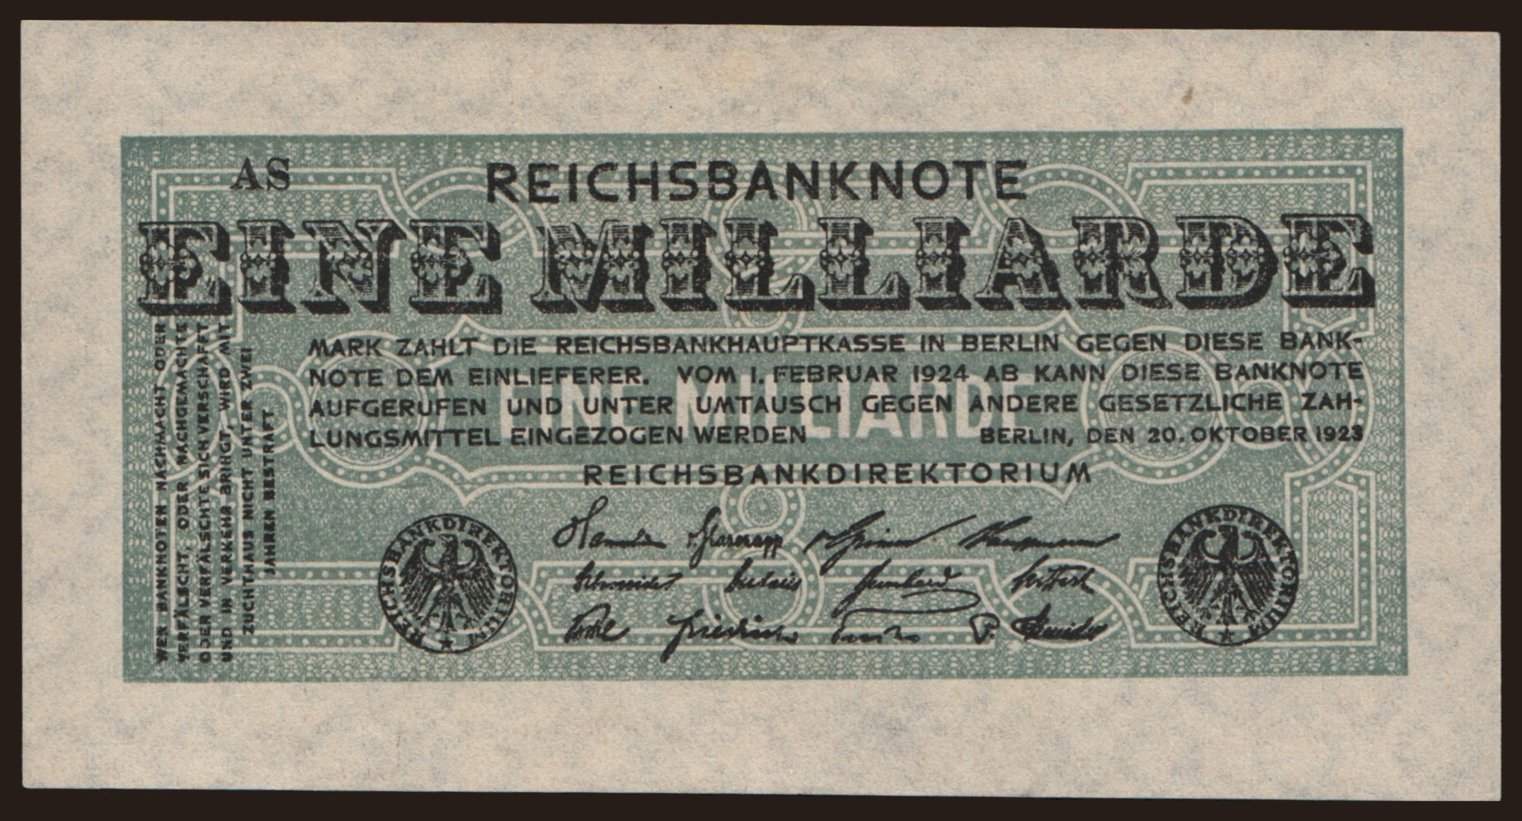 AS
REICHSBANKNOTE
EINE MILLIARDE
MARK ZAHLT DIE REICHSBANKHAUPTKASSE IN BERLIN GEGEN DIESE BANK-
NOTE DEM EINLIEFERER. VOM 1. FEBRUAR 1924 AB KANN DIESE BANKNOTE
AUFGERUFEN UND UNTER UMTAUSCH GEGEN ANDERE GESETZLICHE ZAH-
LUNGSMITTEL EINGEZOGEN WERDEN BERLIN, DEN 20. OKTOBER 1923
REICHSBANKDIREKTORIUM
WER BANKNOTEN NACHMACHT ODER
VERFÄLSCHT, ODER NACHGEMACHTE
ODER VERFÄLSCHTE SICH VERSCHAFFT
UND IN VERKEHR BRINGT, WIRD MIT
ZUCHTHAUS NICHT UNTER ZWEI
JAHREN BESTRAFT
REICHSBANKDIREKTORIUM
REICHSBANKDIREKTORIUM